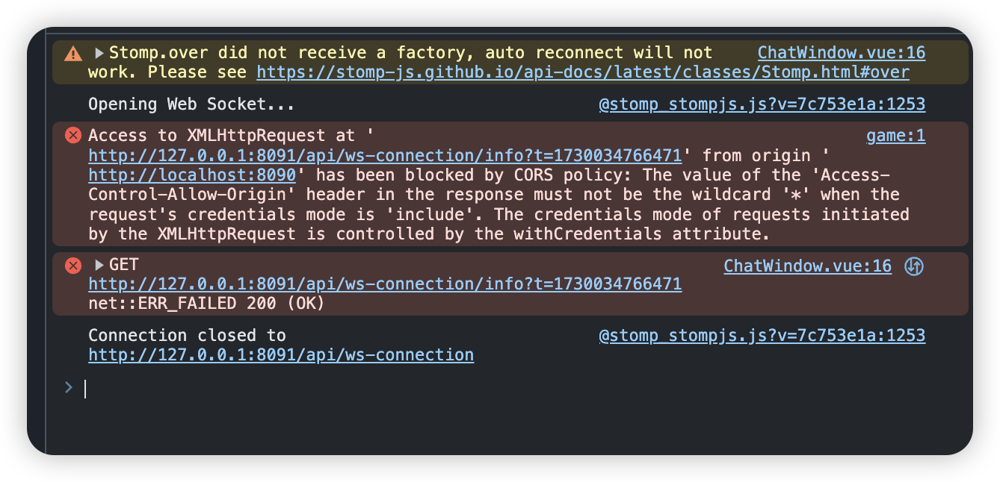 Stomp.over did not receive a factory, auto reconnect will not ChatWindow.vue:16
work. Please see https://stomp-js.github.io/api-docs/latest/classes/Stomp.html#over
Opening Web Socket... @stomp_stompjs.js?v=7c753e1a:1253
Access to XMLHttpRequest at ' game:1
http://127.0.0.1:8091/api/ws-connection/info?t=1730034766471' from origin '
http://localhost:8090' has been blocked by CORS policy: The value of the 'Access-
Control-Allow-Origin' header in the response must not be the wildcard '*' when the
request's credentials mode is 'include'. The credentials mode of requests initiated
by the XMLHttpRequest is controlled by the withCredentials attribute.
GET ChatWindow.vue:16
http://127.0.0.1:8091/api/ws-connection/info?t=1730034766471
net::ERR_FAILED 200 (OK)
Connection closed to @stomp_stompjs.js?v=7c753e1a:1253
http://127.0.0.1:8091/api/ws-connection